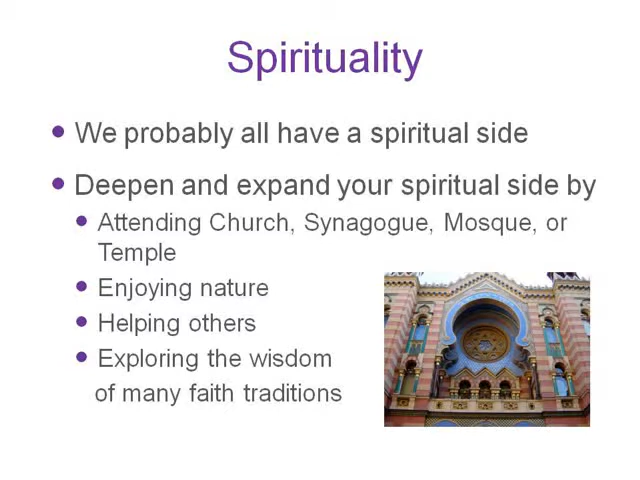 Spirituality
We probably all have a spiritual side
Deepen and expand your spiritual side by
Attending Church, Synagogue, Mosque, or
Temple
Enjoying nature
Helping others
Exploring the wisdom
of many faith traditions